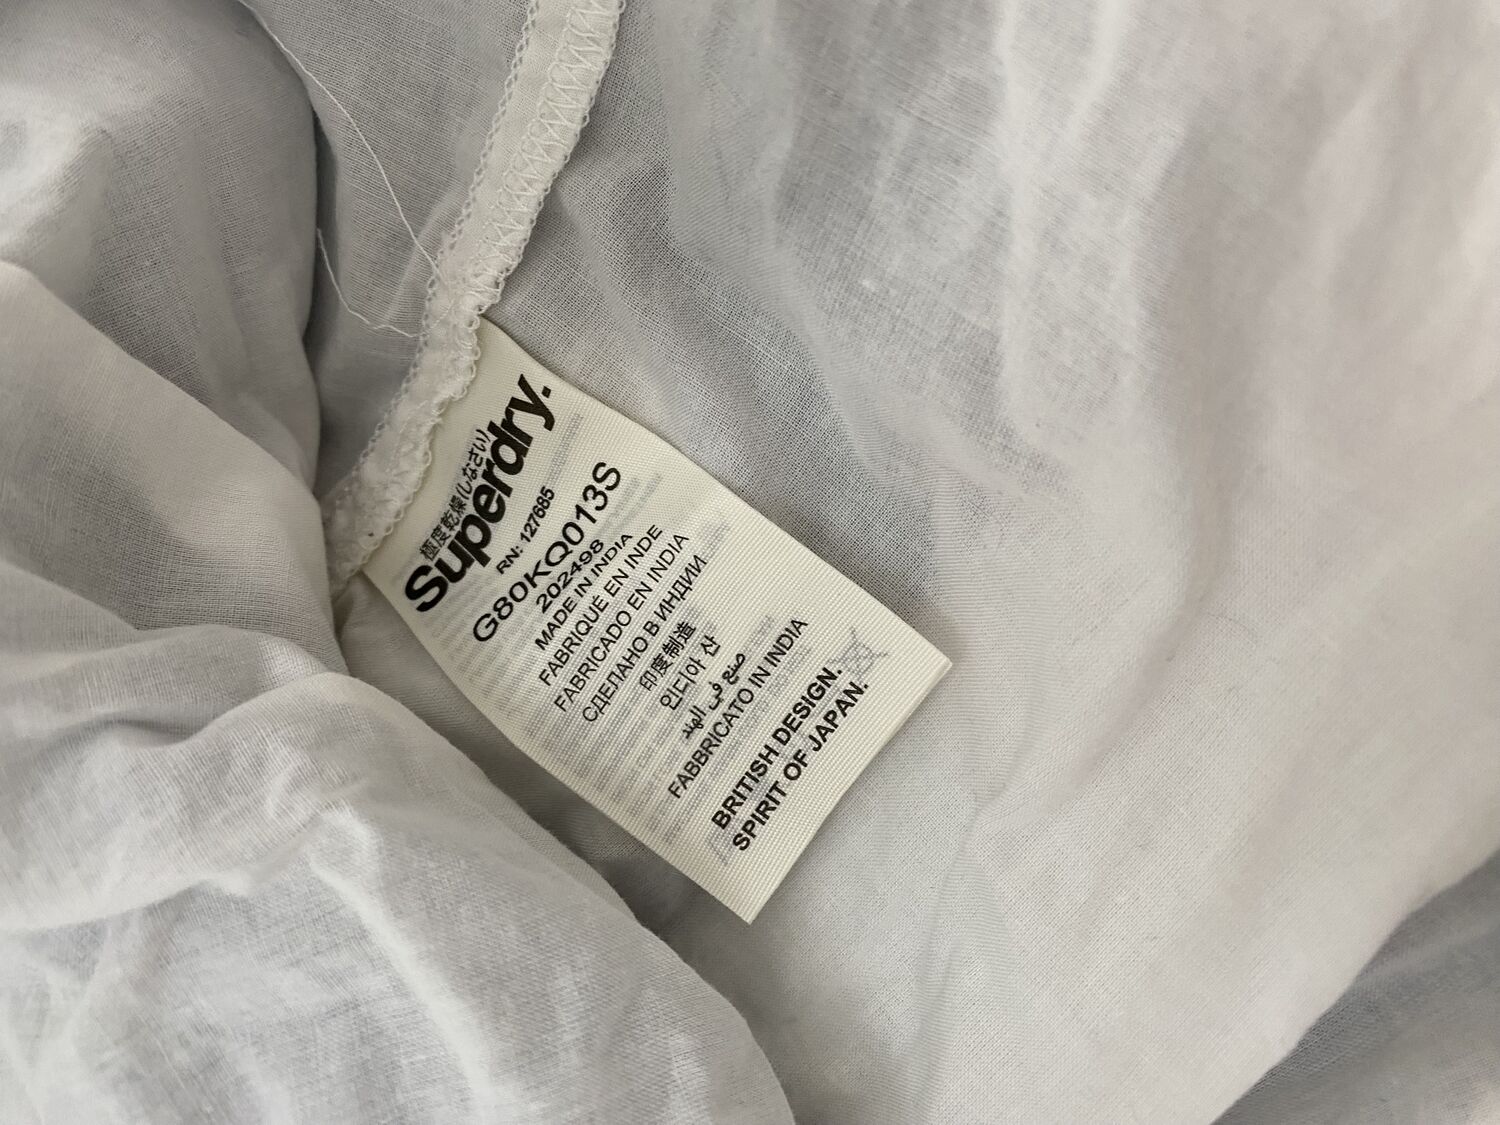 極度乾燥(しなさい)
Superdry.
RN: 127685
G80KQ013S
202498
MADE IN INDIA
FABRIQUE EN INDE
FABRICADO EN INDIA
СДЕЛАНО В ИНДИИ
印度制造
인디아 산
صنع في الهند
FABBRICATO IN INDIA
BRITISH DESIGN.
SPIRIT OF JAPAN.